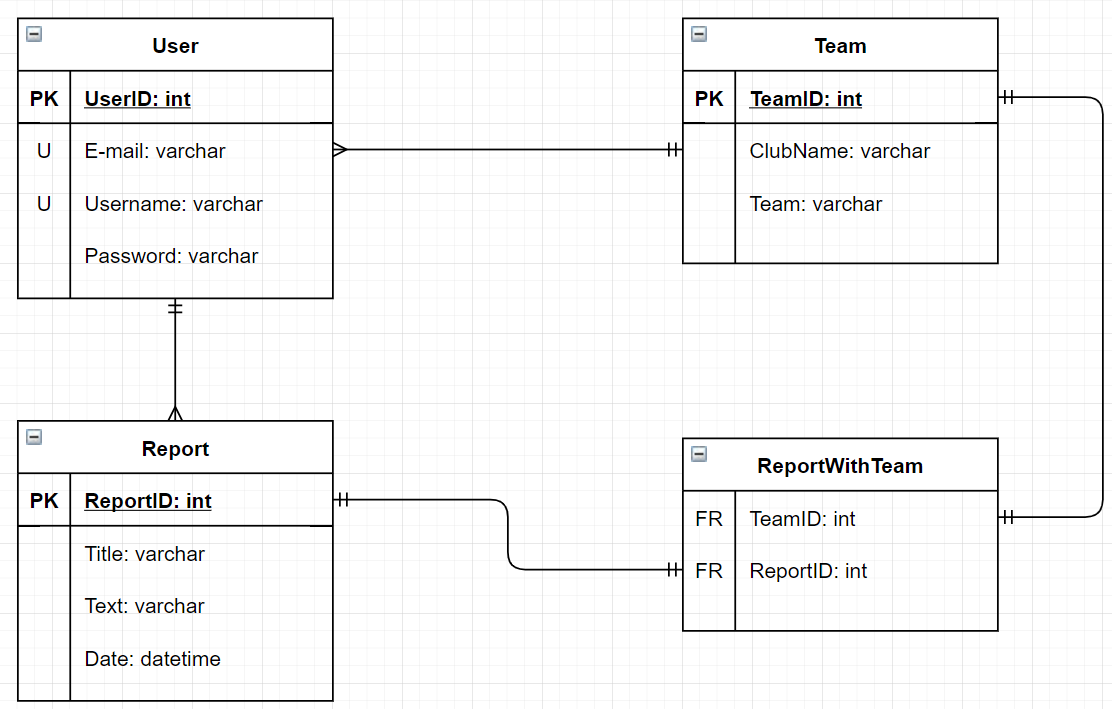 User
PK UserID: int
U E-mail: varchar
U Username: varchar
Password: varchar
Team
PK TeamID: int
ClubName: varchar
Team: varchar
Report
PK ReportID: int
Title: varchar
Text: varchar
Date: datetime
ReportWithTeam
FR TeamID: int
FR ReportID: int